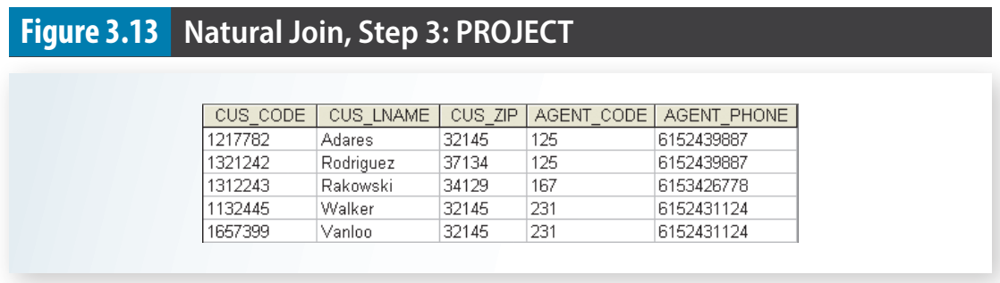 Figure 3.13 Natural Join, Step 3: PROJECT
CUS_CODE CUS_LNAME CUS_ZIP AGENT_CODE AGENT_PHONE
1217782 Adares 32145 125 6152439887
1321242 Rodriguez 37134 125 6152439887
1312243 Rakowski 34129 167 6153426778
1132445 Walker 32145 231 6152431124
1657399 Vanloo 32145 231 6152431124